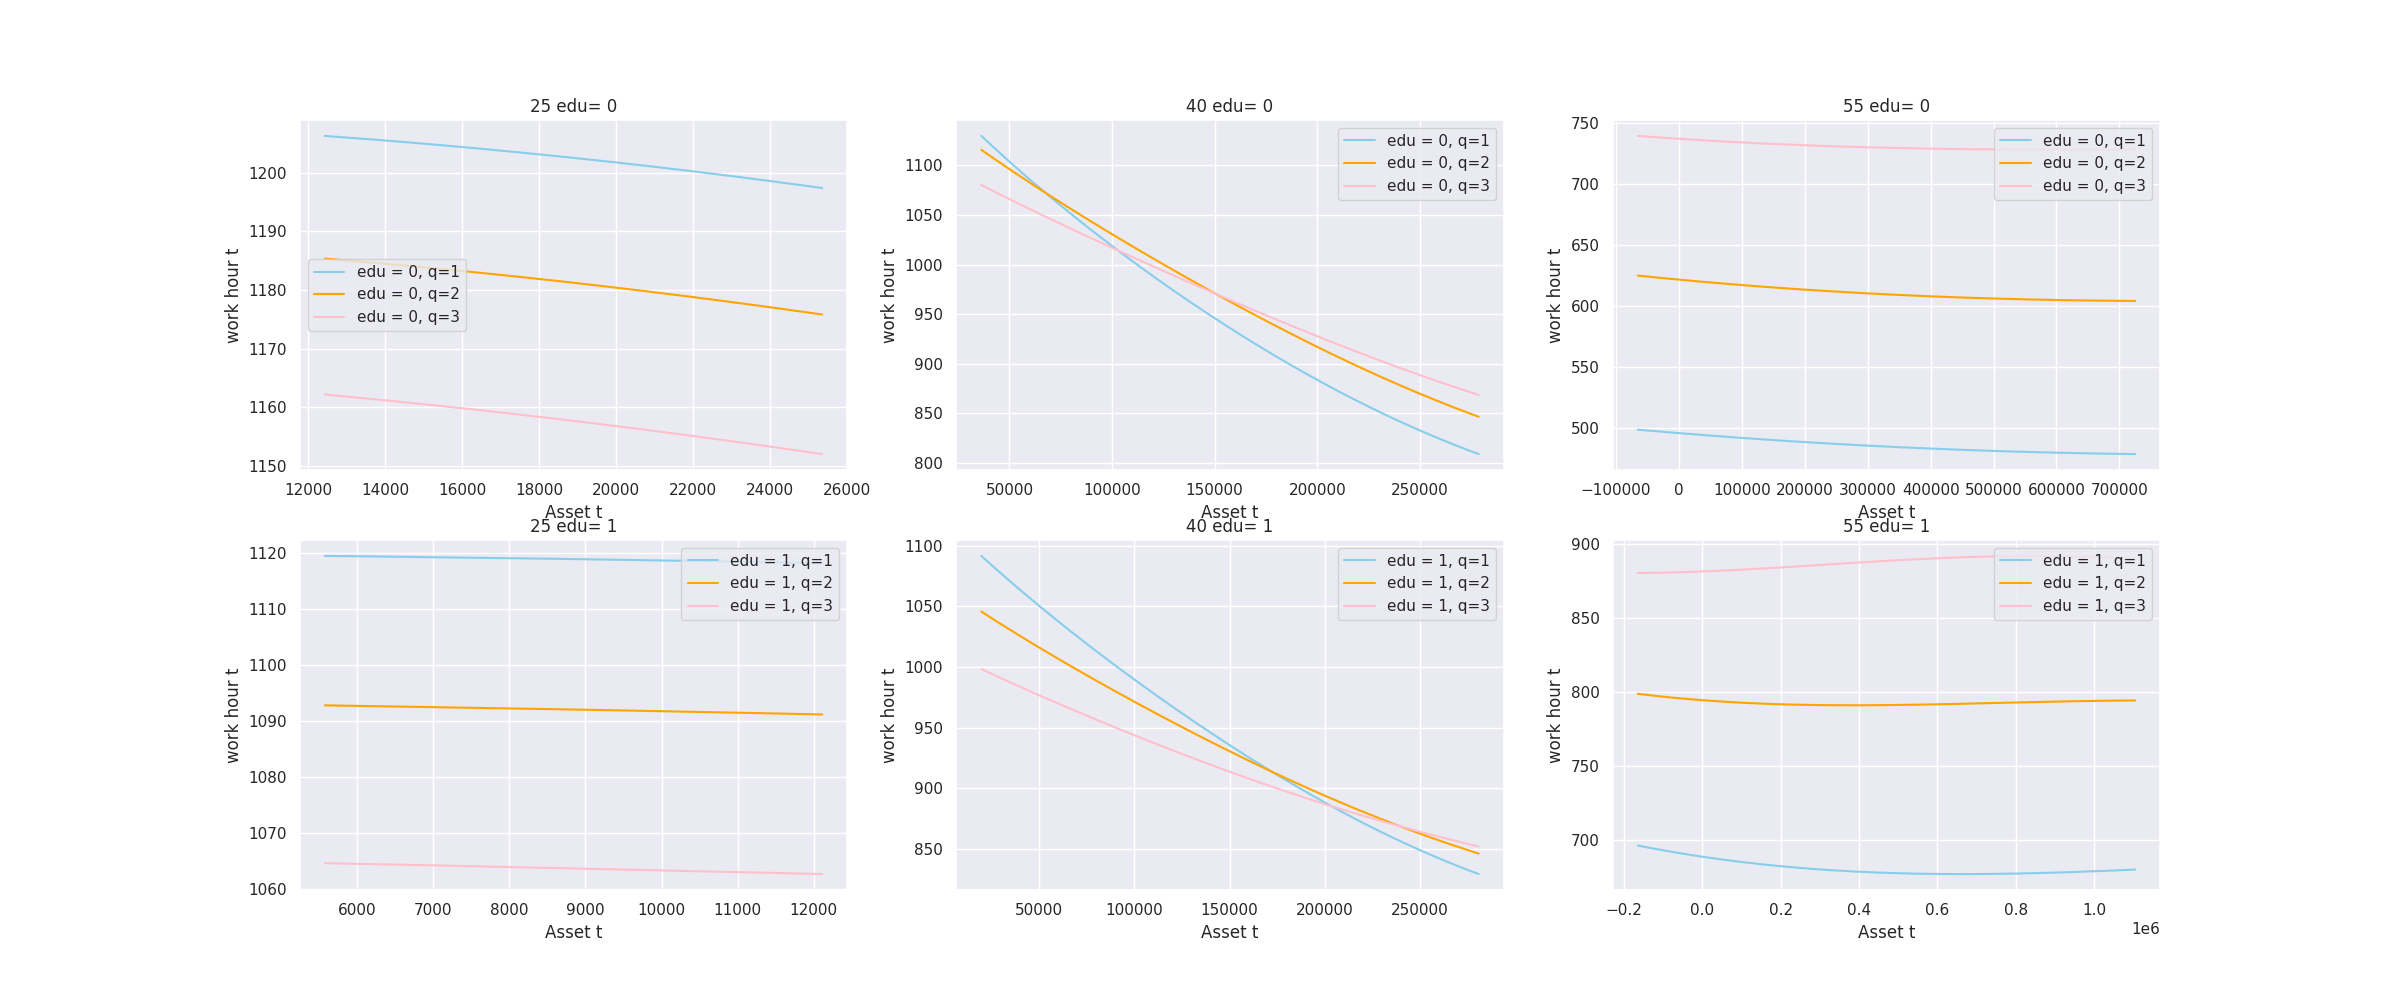 25 edu= 0
work hour t
1200
1190
1180
1170
1160
1150
edu = 0, q=1
edu = 0, q=2
edu = 0, q=3
12000 14000 16000 18000 20000 22000 24000 26000
Asset t
40 edu= 0
work hour t
1100
1050
1000
950
900
850
800
edu = 0, q=1
edu = 0, q=2
edu = 0, q=3
50000 100000 150000 200000 250000
Asset t
55 edu= 0
work hour t
750
700
650
600
550
500
edu = 0, q=1
edu = 0, q=2
edu = 0, q=3
−100000 0 100000 200000 300000 400000 500000 600000 700000
Asset t
25 edu= 1
work hour t
1120
1110
1100
1090
1080
1070
1060
edu = 1, q=1
edu = 1, q=2
edu = 1, q=3
6000 7000 8000 9000 10000 11000 12000
Asset t
40 edu= 1
work hour t
1100
1050
1000
950
900
850
edu = 1, q=1
edu = 1, q=2
edu = 1, q=3
50000 100000 150000 200000 250000
Asset t
55 edu= 1
work hour t
900
850
800
750
700
edu = 1, q=1
edu = 1, q=2
edu = 1, q=3
−0.2 0.0 0.2 0.4 0.6 0.8 1.0
1e6
Asset t